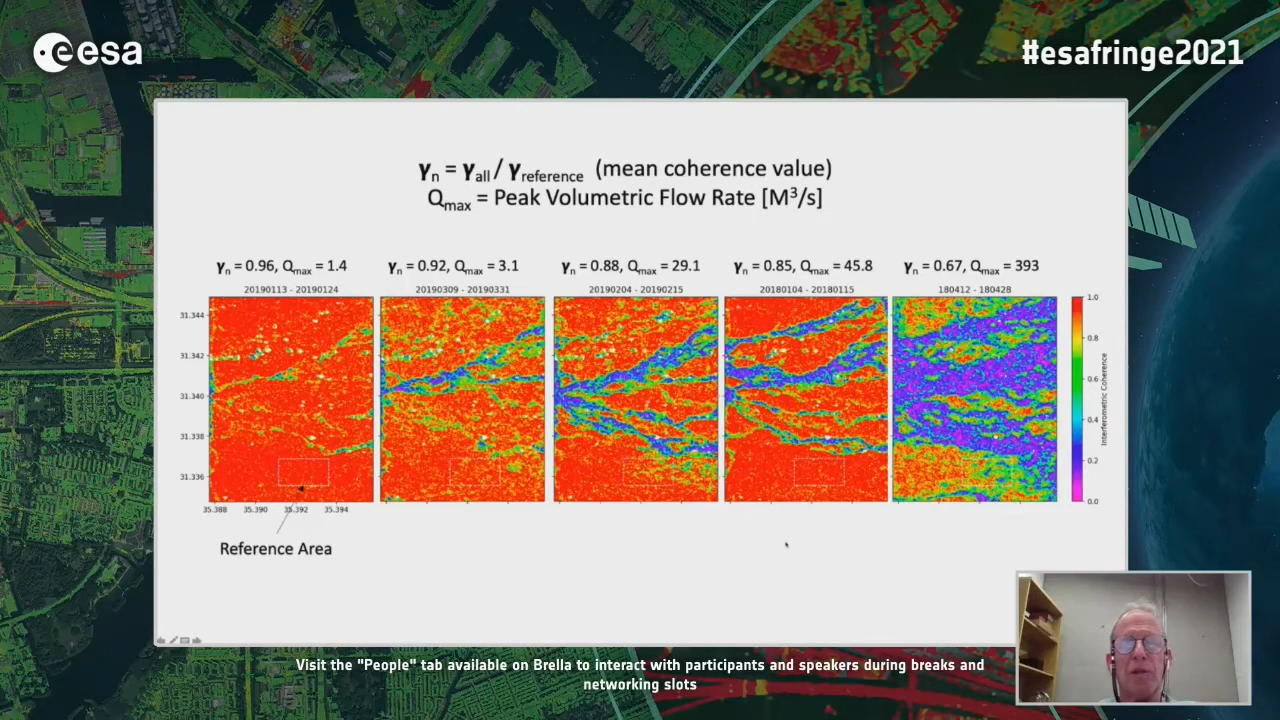 esa
#esafringe2021
γn = γall / γreference (mean coherence value)
Qmax = Peak Volumetric Flow Rate [M³/s]
γn = 0.96, Qmax = 1.4
γn = 0.92, Qmax = 3.1
γn = 0.88, Qmax = 29.1
γn = 0.85, Qmax = 45.8
γn = 0.67, Qmax = 393
20190113 - 20190124
20190309 - 20190331
20190204 - 20190215
20180104 - 20180115
180412 - 180428
31.344
31.342
31.340
31.338
31.336
35.388 35.390 35.392 35.394
1.0
0.8
0.6
0.4
0.2
0.0
Interferometric Coherence
Reference Area
Visit the "People" tab available on Brella to interact with participants and speakers during breaks and
networking slots